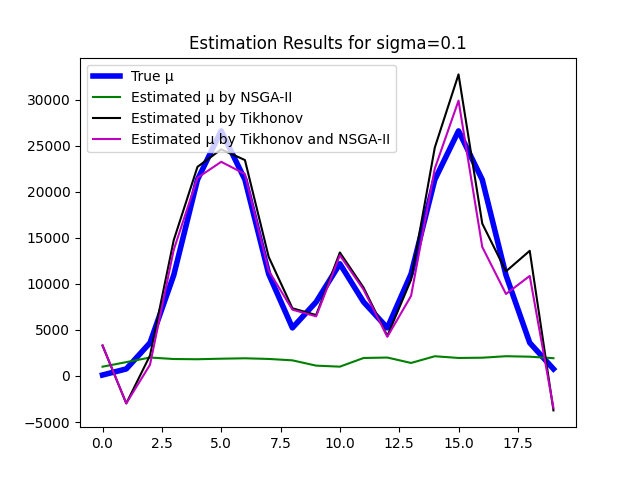 Estimation Results for sigma=0.1
True μ
Estimated μ by NSGA-II
Estimated μ by Tikhonov
Estimated μ by Tikhonov and NSGA-II
30000
25000
20000
15000
10000
5000
0
−5000
0.0 2.5 5.0 7.5 10.0 12.5 15.0 17.5